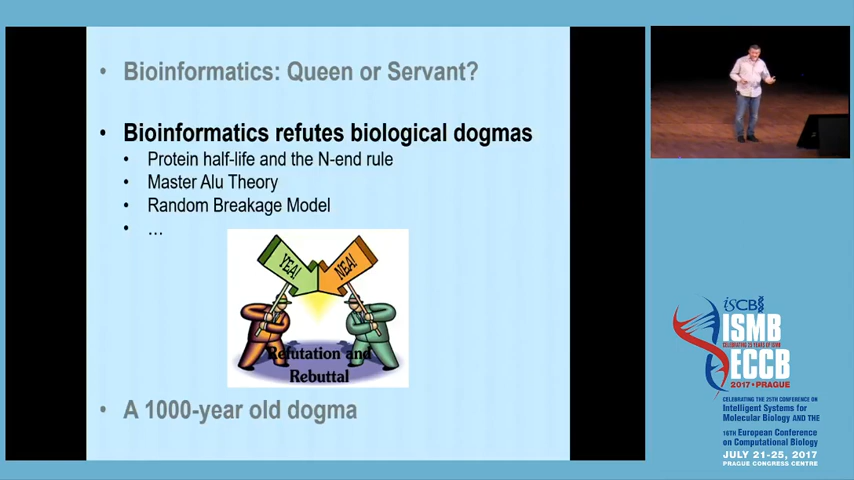 • Bioinformatics: Queen or Servant?
• Bioinformatics refutes biological dogmas
• Protein half-life and the N-end rule
• Master Alu Theory
• Random Breakage Model
• …
YEA!
NEA!
Refutation and
Rebuttal
• A 1000-year old dogma
iSCB
ISMB
CELEBRATING 25 YEARS OF ISMB
ECCB
2017 • PRAGUE
CELEBRATING THE 25TH CONFERENCE ON
Intelligent Systems for
Molecular Biology AND THE
16TH European Conference
on Computational Biology
JULY 21-25, 2017
PRAGUE CONGRESS CENTRE